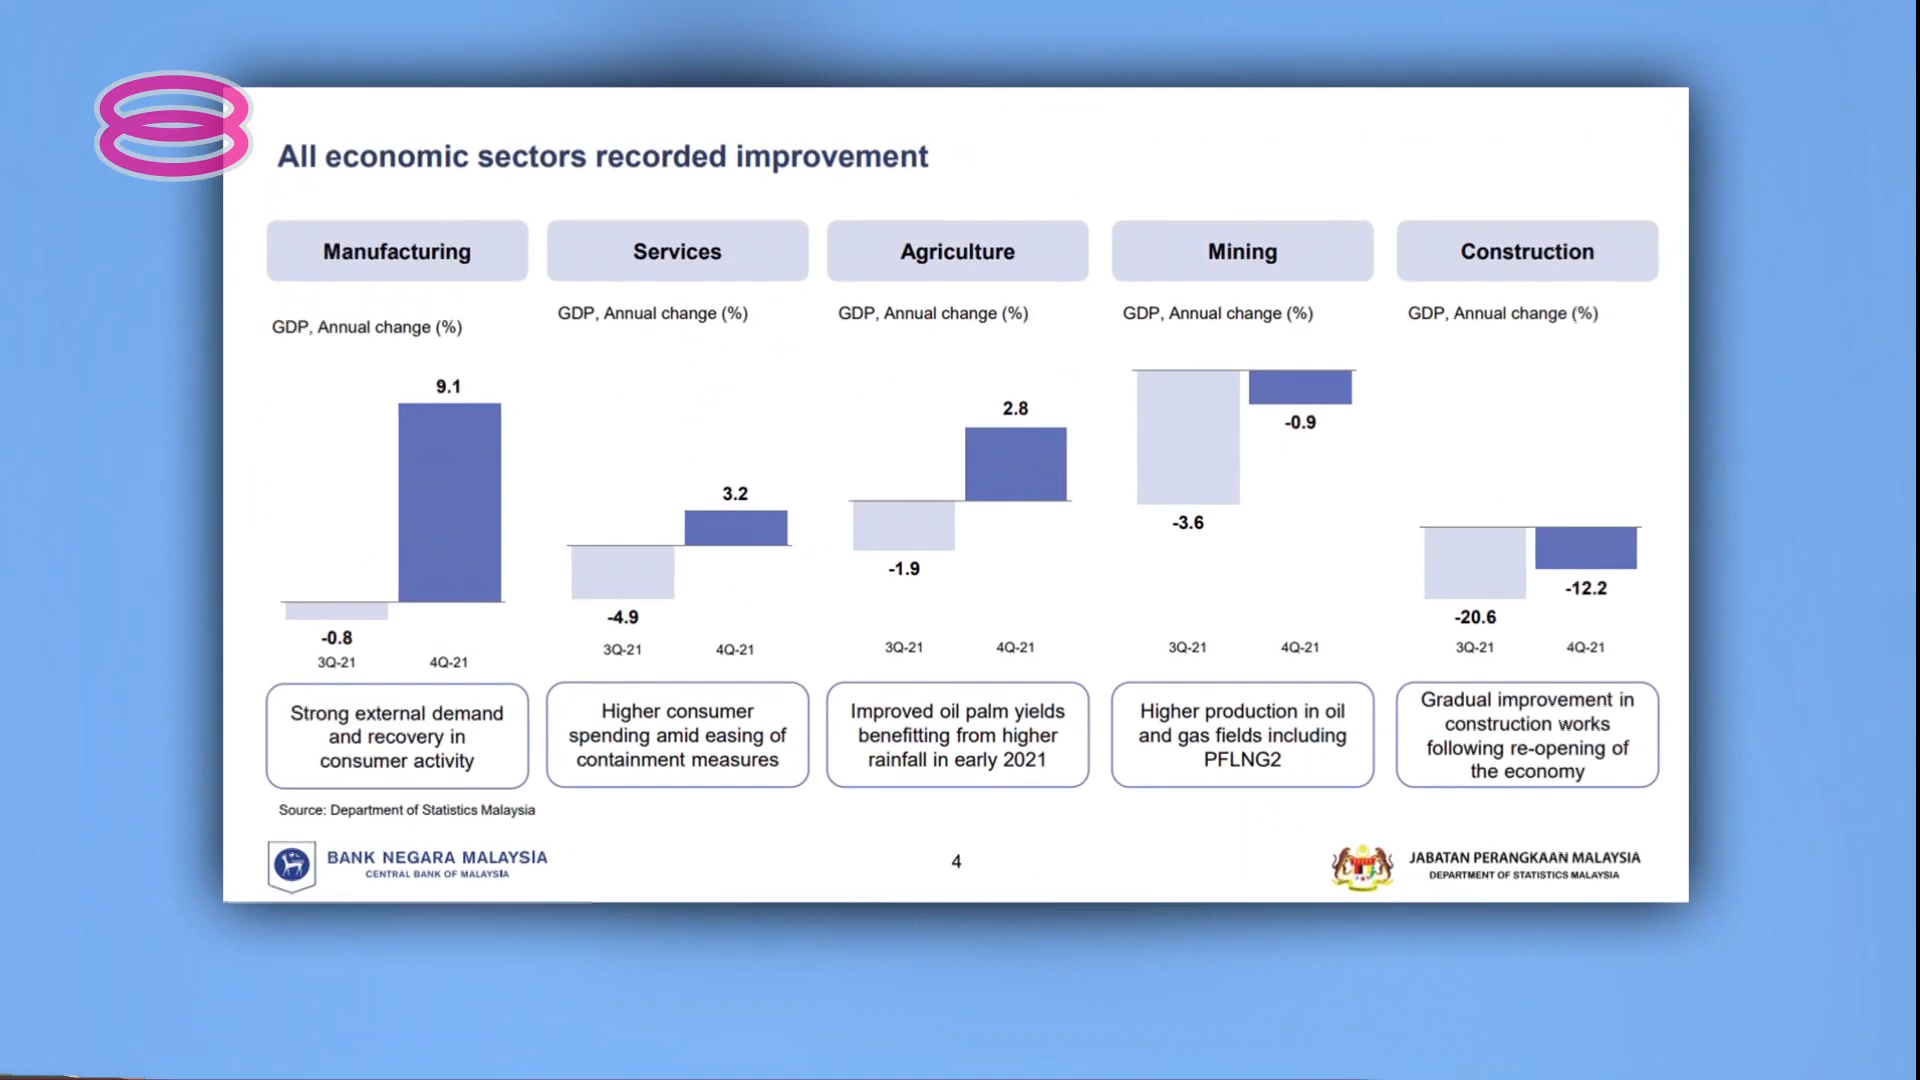 All economic sectors recorded improvement
Manufacturing
Services
Agriculture
Mining
Construction
GDP, Annual change (%)
GDP, Annual change (%)
GDP, Annual change (%)
GDP, Annual change (%)
GDP, Annual change (%)
9.1
-0.8
3Q-21
4Q-21
3.2
-4.9
3Q-21
4Q-21
2.8
-1.9
3Q-21
4Q-21
-0.9
-3.6
3Q-21
4Q-21
-12.2
-20.6
3Q-21
4Q-21
Strong external demand
and recovery in
consumer activity
Higher consumer
spending amid easing of
containment measures
Improved oil palm yields
benefitting from higher
rainfall in early 2021
Higher production in oil
and gas fields including
PFLNG2
Gradual improvement in
construction works
following re-opening of
the economy
Source: Department of Statistics Malaysia
BANK NEGARA MALAYSIA
CENTRAL BANK OF MALAYSIA
4
JABATAN PERANGKAAN MALAYSIA
DEPARTMENT OF STATISTICS MALAYSIA